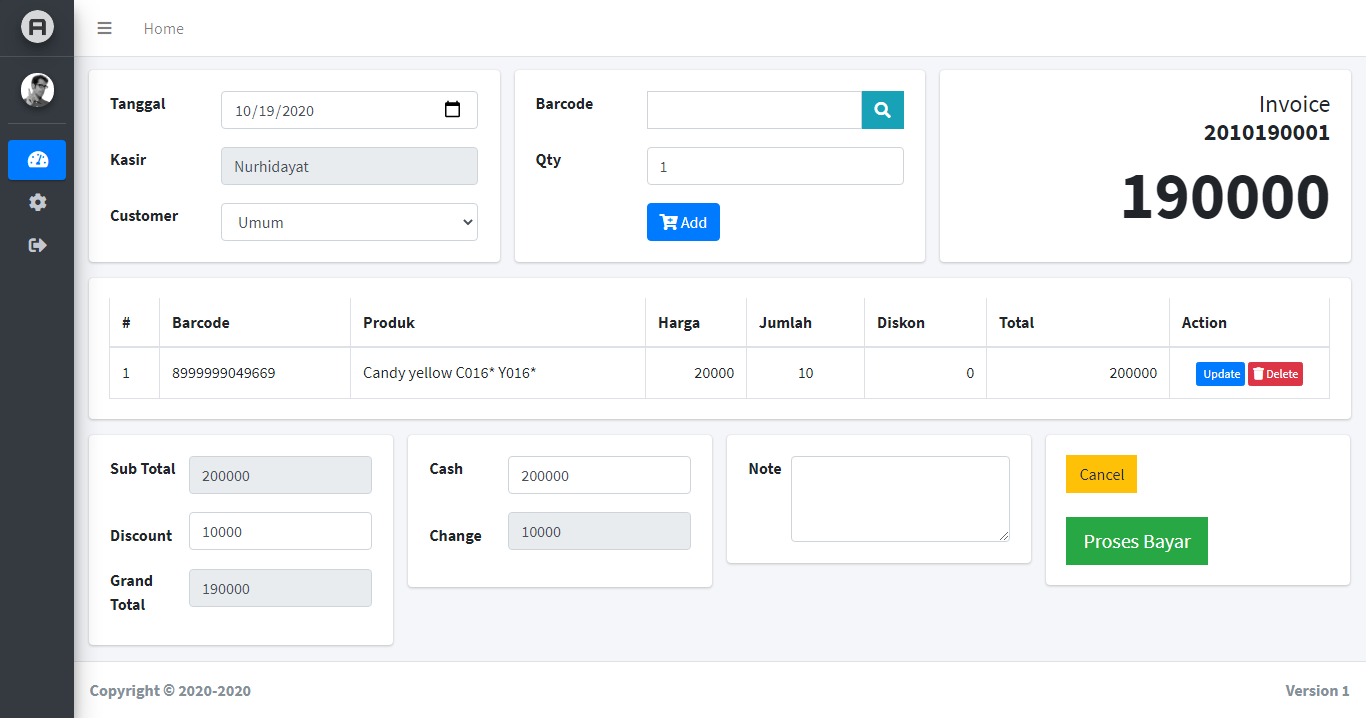 Home
Tanggal
10/19/2020
Kasir
Nurhidayat
Customer
Umum
Barcode
Qty
1
Add
Invoice
2010190001
190000
# Barcode Produk Harga Jumlah Diskon Total Action
1 8999999049669 Candy yellow C016* Y016* 20000 10 0 200000 Update Delete
Sub Total
200000
Discount
10000
Grand
Total
190000
Cash
200000
Change
10000
Note
Cancel
Proses Bayar
Copyright © 2020-2020
Version 1